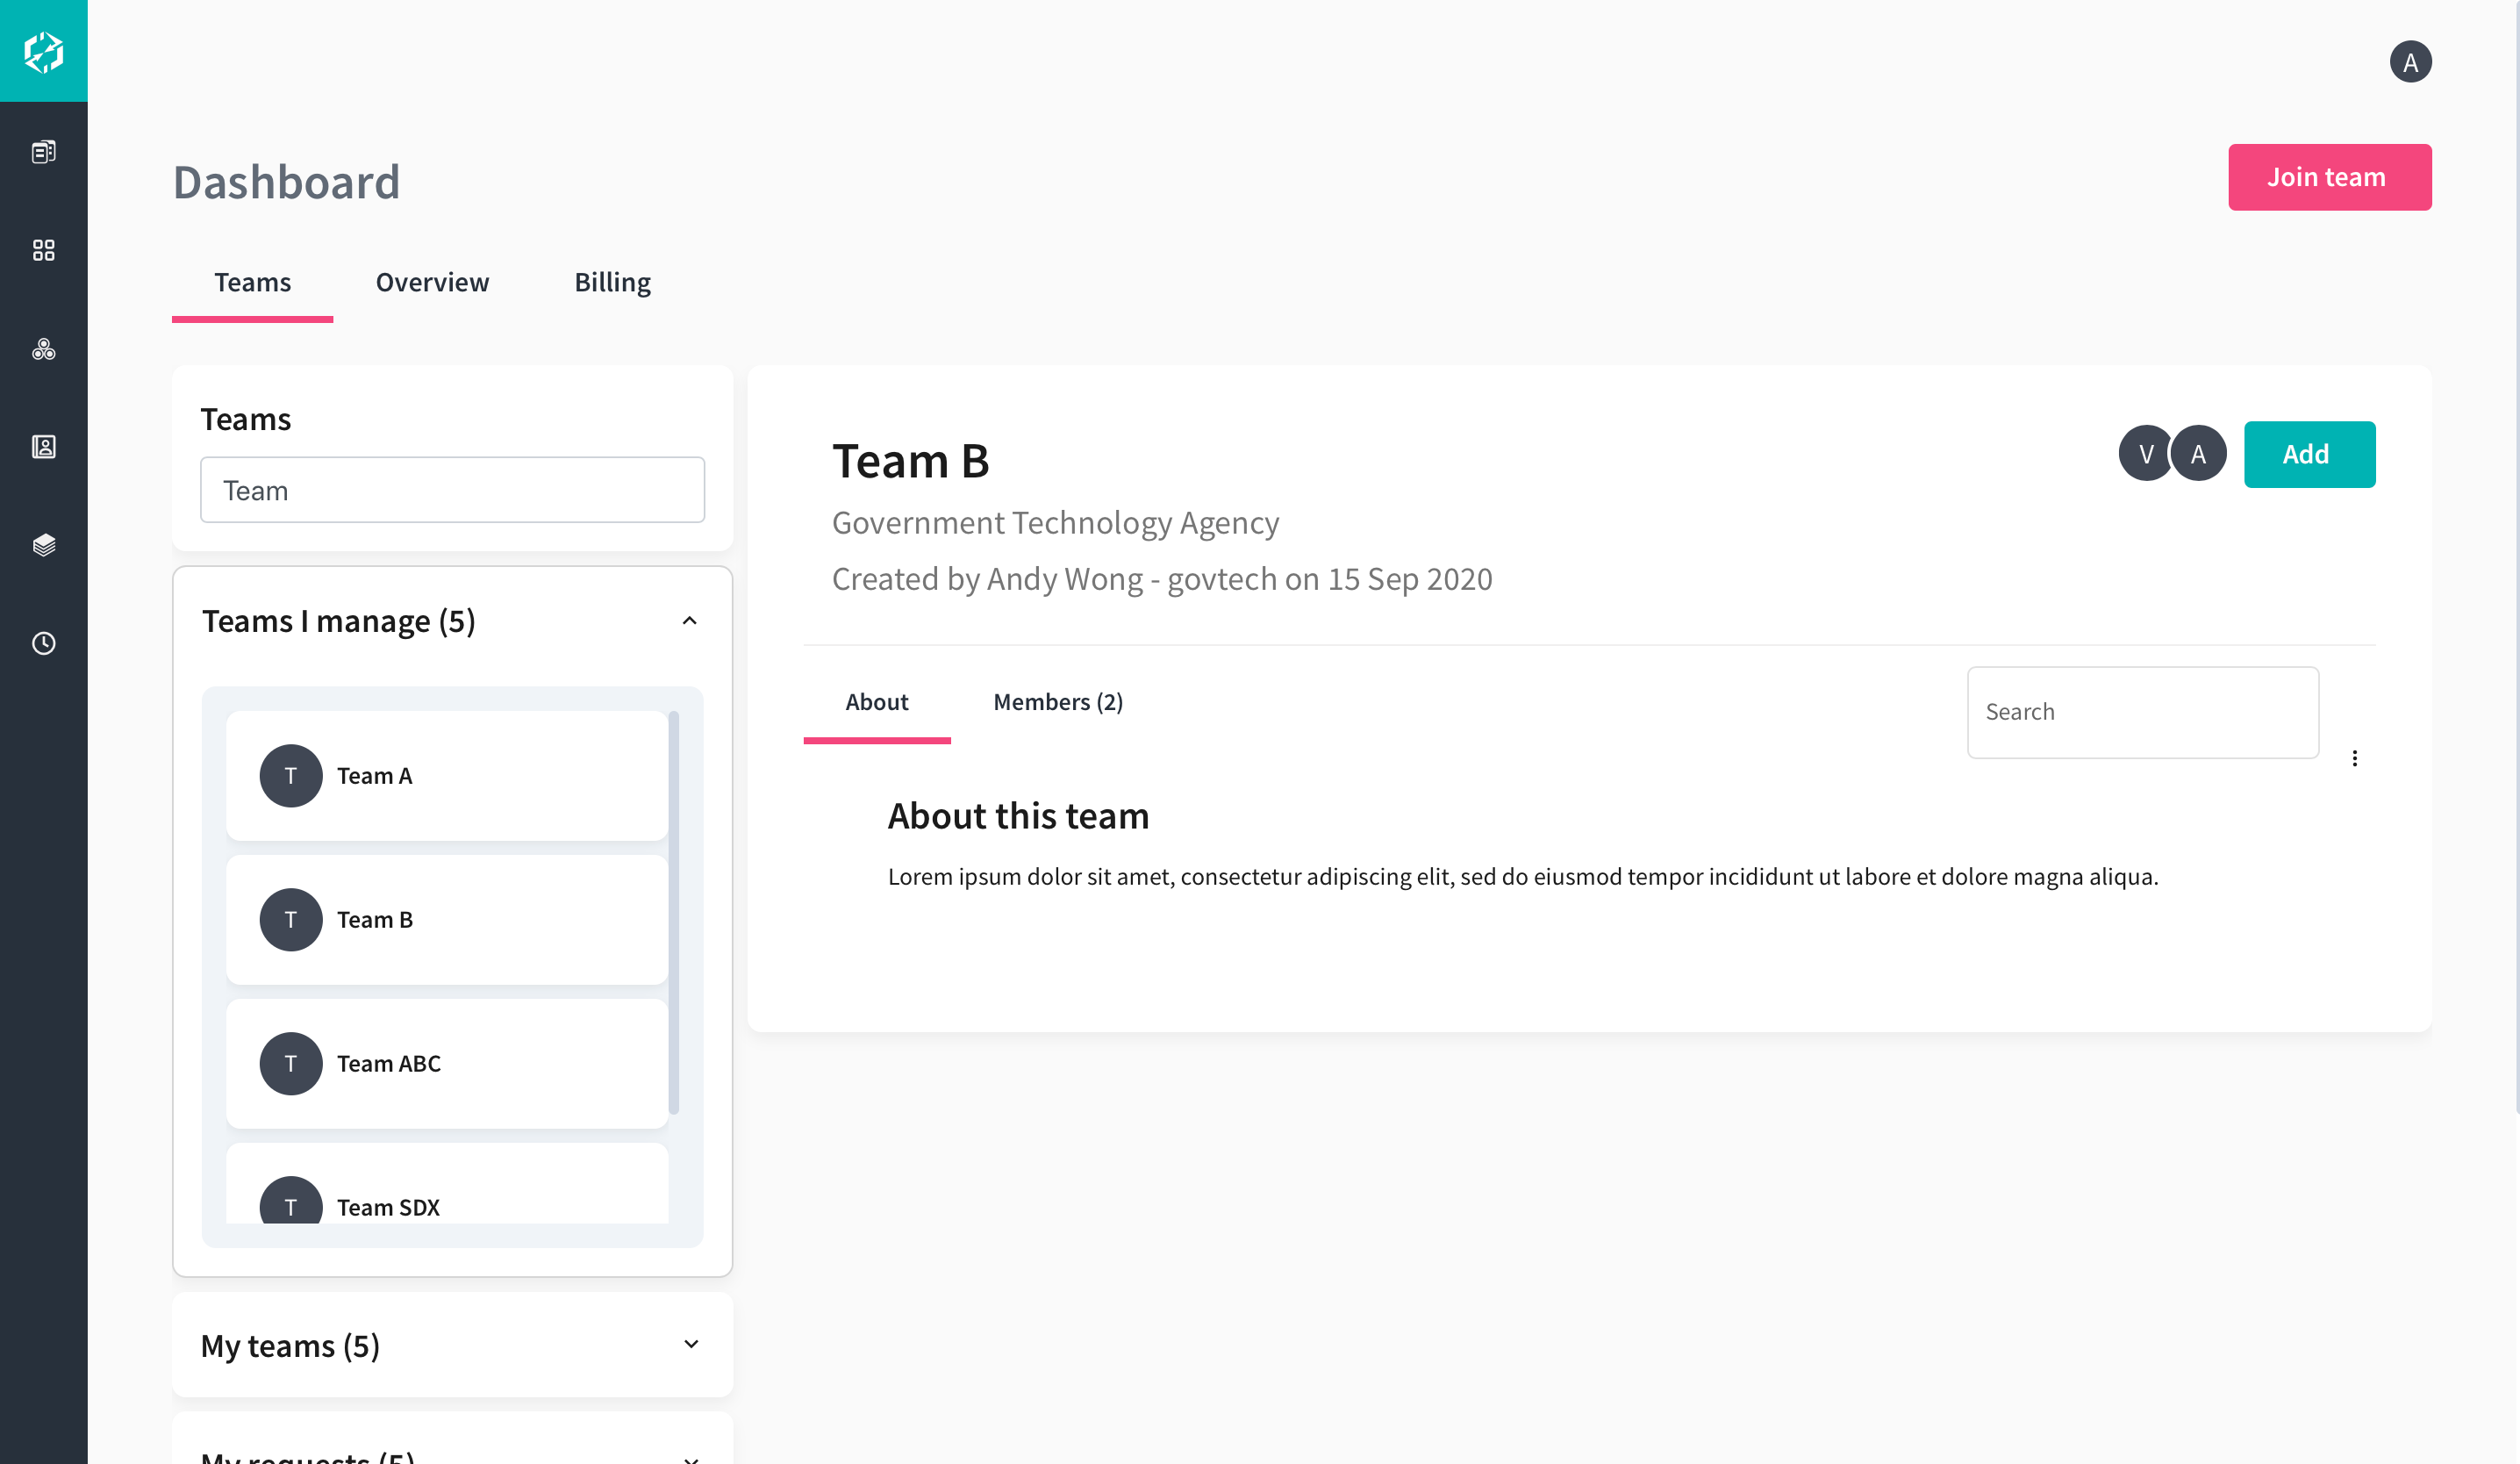 A
Dashboard
Join team
Teams Overview Billing
Teams
Team
Teams I manage (5)
T Team A
T Team B
T Team ABC
T Team SDX
My teams (5)
My requests (5)
Team B
V A Add
Government Technology Agency
Created by Andy Wong - govtech on 15 Sep 2020
About Members (2)
Search
About this team
Lorem ipsum dolor sit amet, consectetur adipiscing elit, sed do eiusmod tempor incididunt ut labore et dolore magna aliqua.